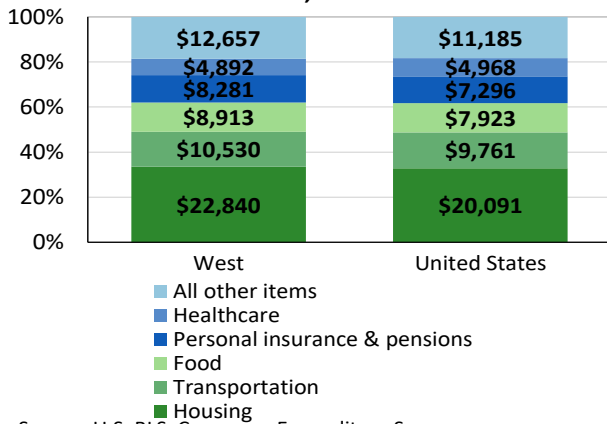 100%
80%
60%
40%
20%
0%
$12,657
$4,892
$8,281
$8,913
$10,530
$22,840
$11,185
$4,968
$7,296
$7,923
$9,761
$20,091
West United States
All other items
Healthcare
Personal insurance & pensions
Food
Transportation
Housing